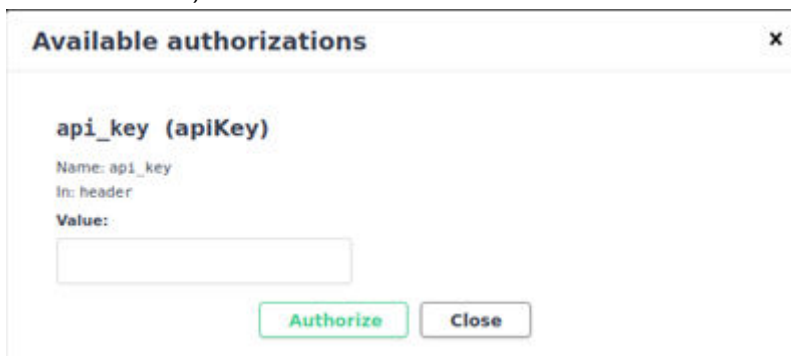 Available authorizations x
api_key (apiKey)
Name: api_key
In: header
Value:
Authorize Close